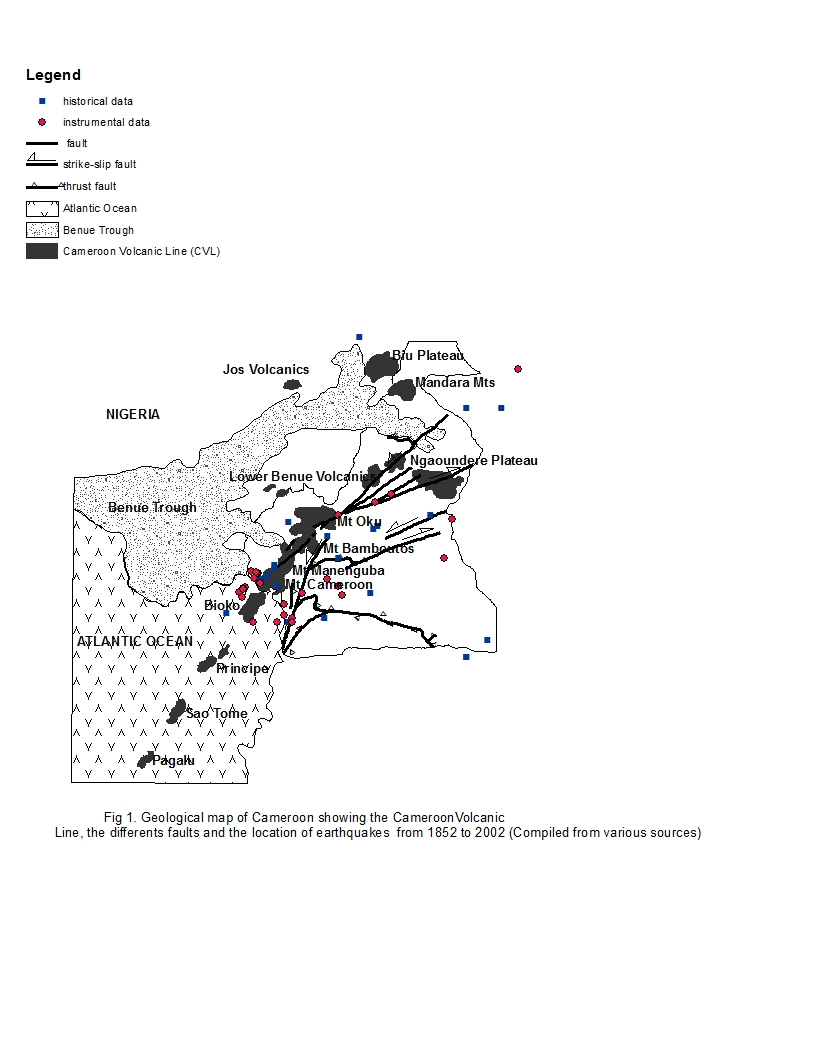 Legend
historical data
instrumental data
fault
strike-slip fault
thrust fault
Atlantic Ocean
Benue Trough
Cameroon Volcanic Line (CVL)
Biu Plateau
Jos Volcanics
Mandara Mts
NIGERIA
Ngaoundere Plateau
Lower Benue Volcanics
Benue Trough
Mt Oku
Mt Bamboutos
Mt Manenguba
Mt Cameroon
Bioko
ATLANTIC OCEAN
Principe
Sao Tome
Pagalu
Fig 1. Geological map of Cameroon showing the CameroonVolcanic
Line, the differents faults and the location of earthquakes from 1852 to 2002 (Compiled from various sources)